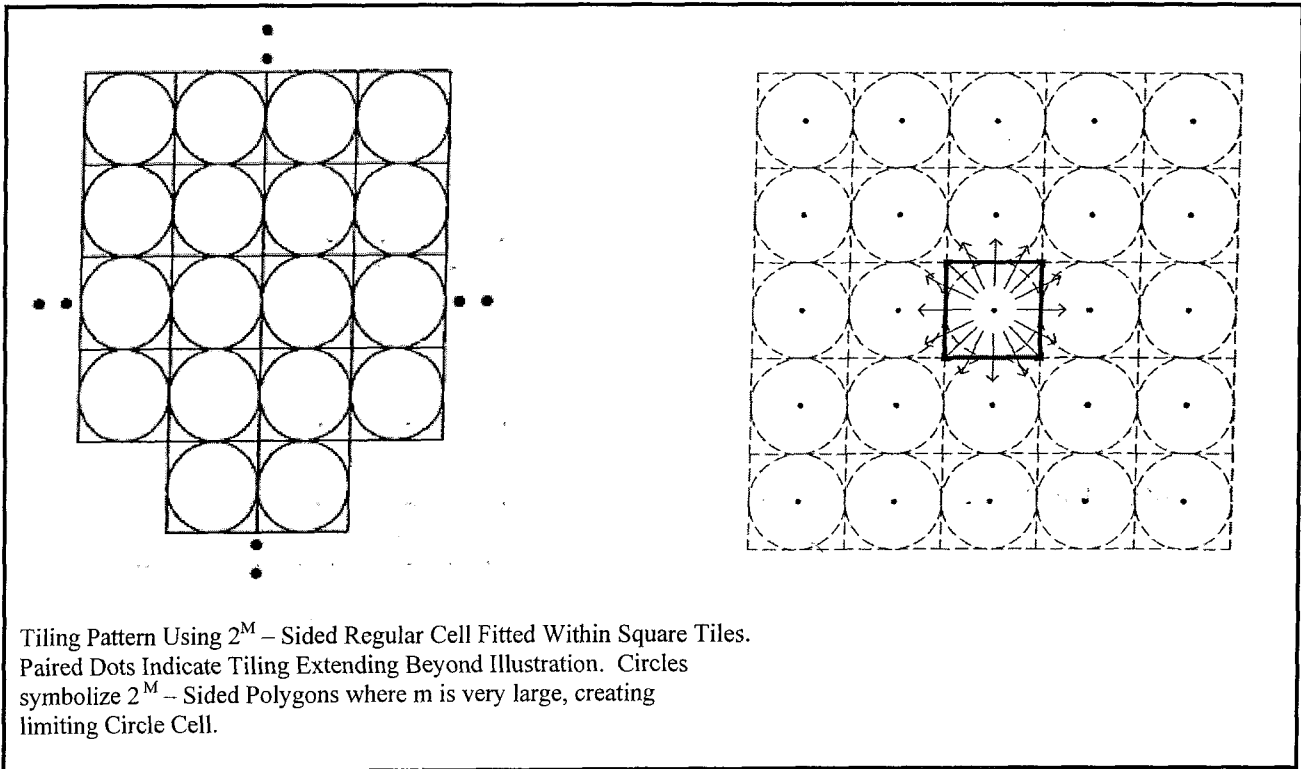 Tiling Pattern Using 2^M – Sided Regular Cell Fitted Within Square Tiles.
Paired Dots Indicate Tiling Extending Beyond Illustration. Circles
symbolize 2^M – Sided Polygons where m is very large, creating
limiting Circle Cell.